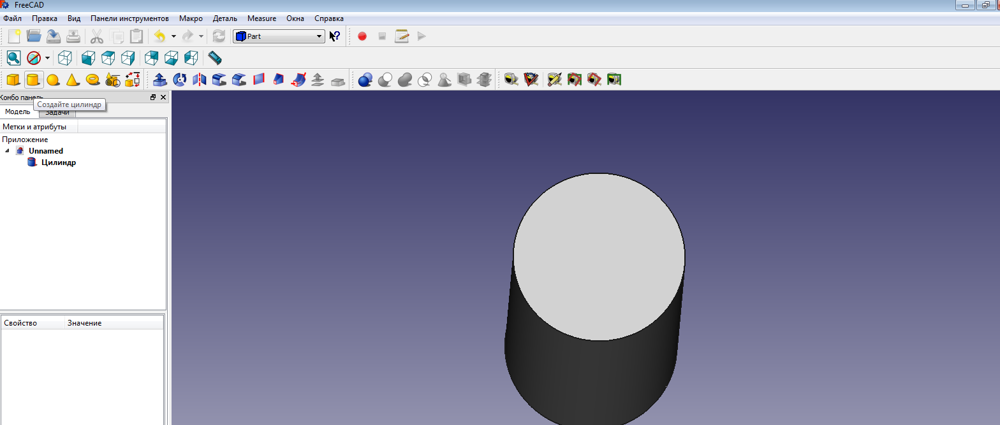 FreeCAD
Файл Правка Вид Панели инструментов Макро Деталь Measure Окна Справка
Part
Комбо панель
Создайте цилиндр
Модель Задачи
Метки и атрибуты
Приложение
Unnamed
Цилиндр
Свойство Значение